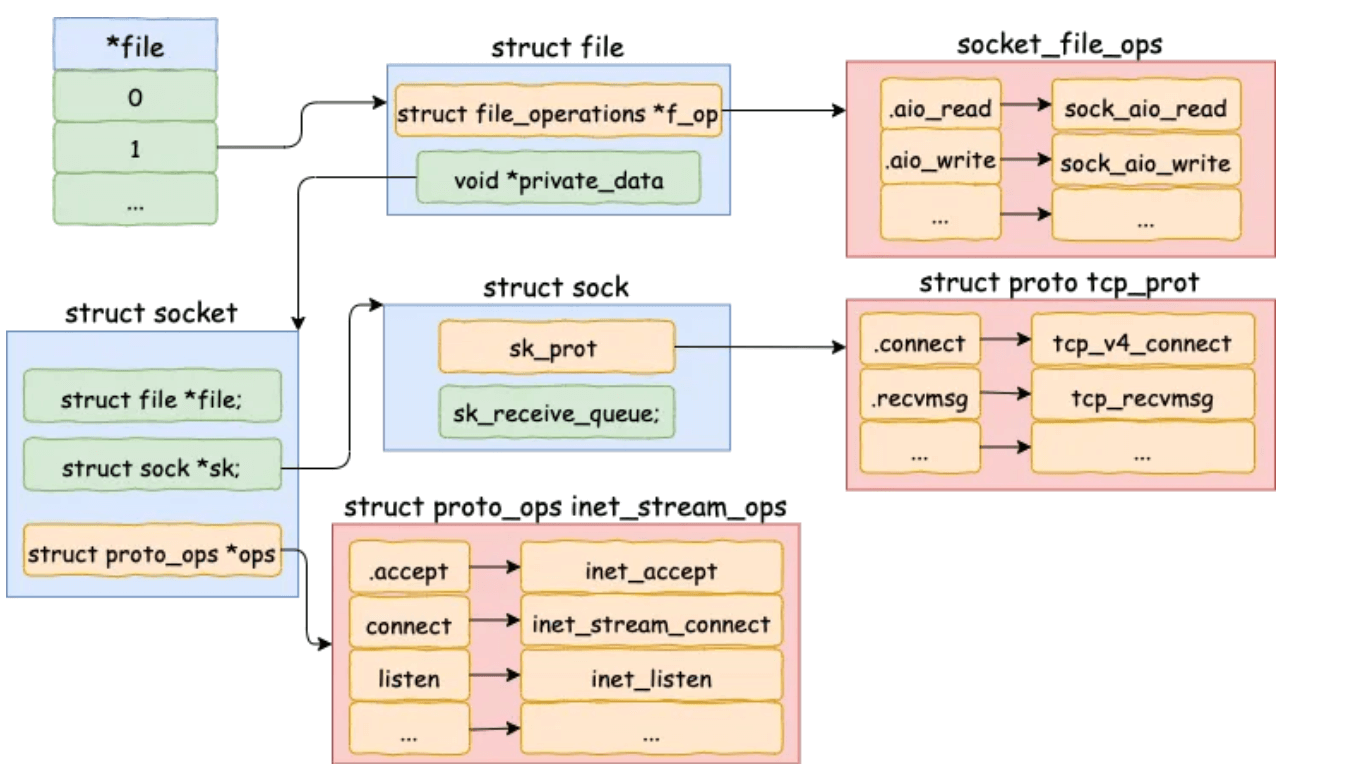 *file
0
1
...
struct file
struct file_operations *f_op
void *private_data
socket_file_ops
.aio_read
sock_aio_read
.aio_write
sock_aio_write
...
...
struct socket
struct file *file;
struct sock *sk;
struct proto_ops *ops
struct sock
sk_prot
sk_receive_queue;
struct proto tcp_prot
.connect
tcp_v4_connect
.recvmsg
tcp_recvmsg
...
...
struct proto_ops inet_stream_ops
.accept
inet_accept
connect
inet_stream_connect
listen
inet_listen
...
...